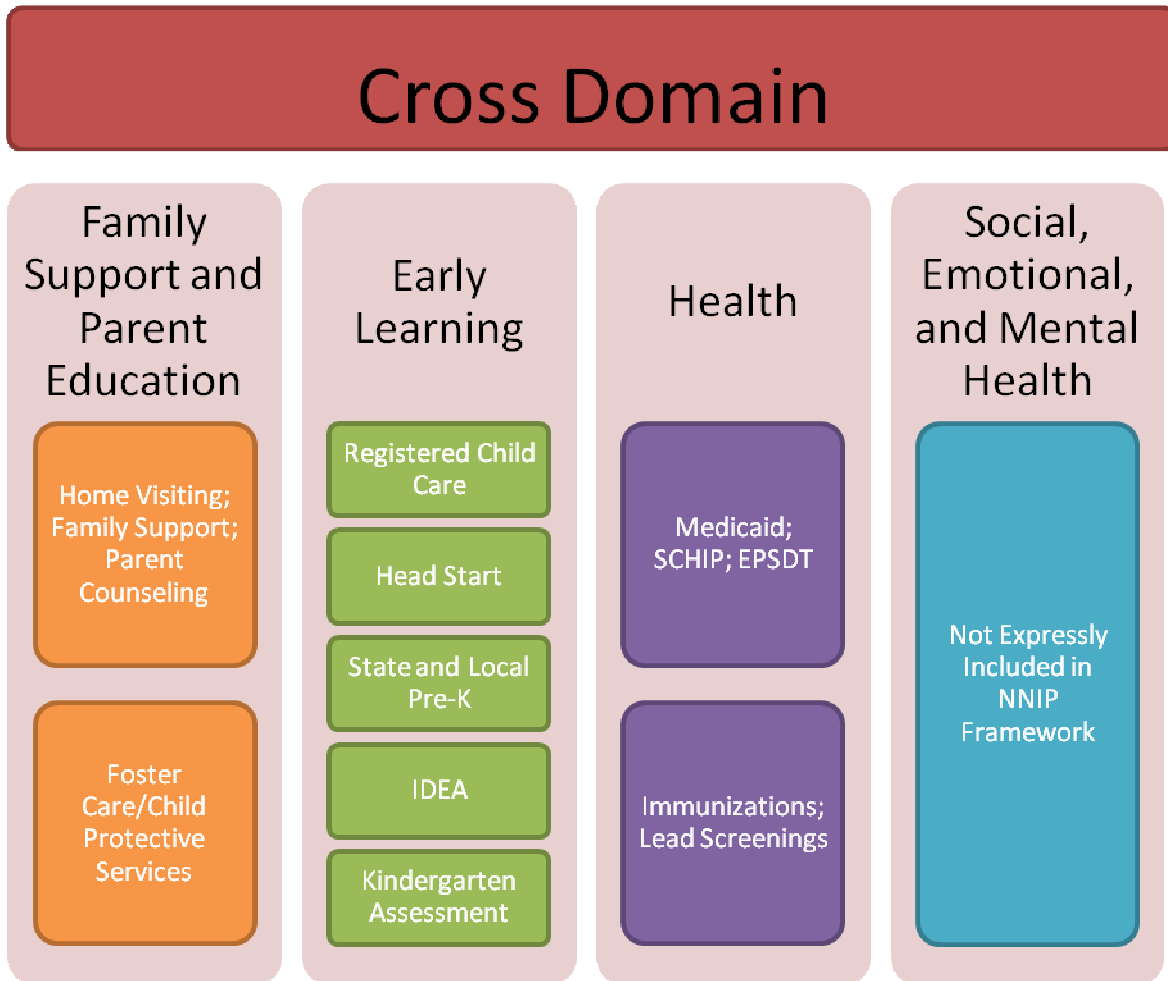 Cross Domain
Family
Support and
Parent
Education
Home Visiting;
Family Support;
Parent
Counseling
Foster
Care/Child
Protective
Services
Early
Learning
Registered Child
Care
Head Start
State and Local
Pre-K
IDEA
Kindergarten
Assessment
Health
Medicaid;
SCHIP; EPSDT
Immunizations;
Lead Screenings
Social,
Emotional,
and Mental
Health
Not Expressly
Included in
NNIP
Framework